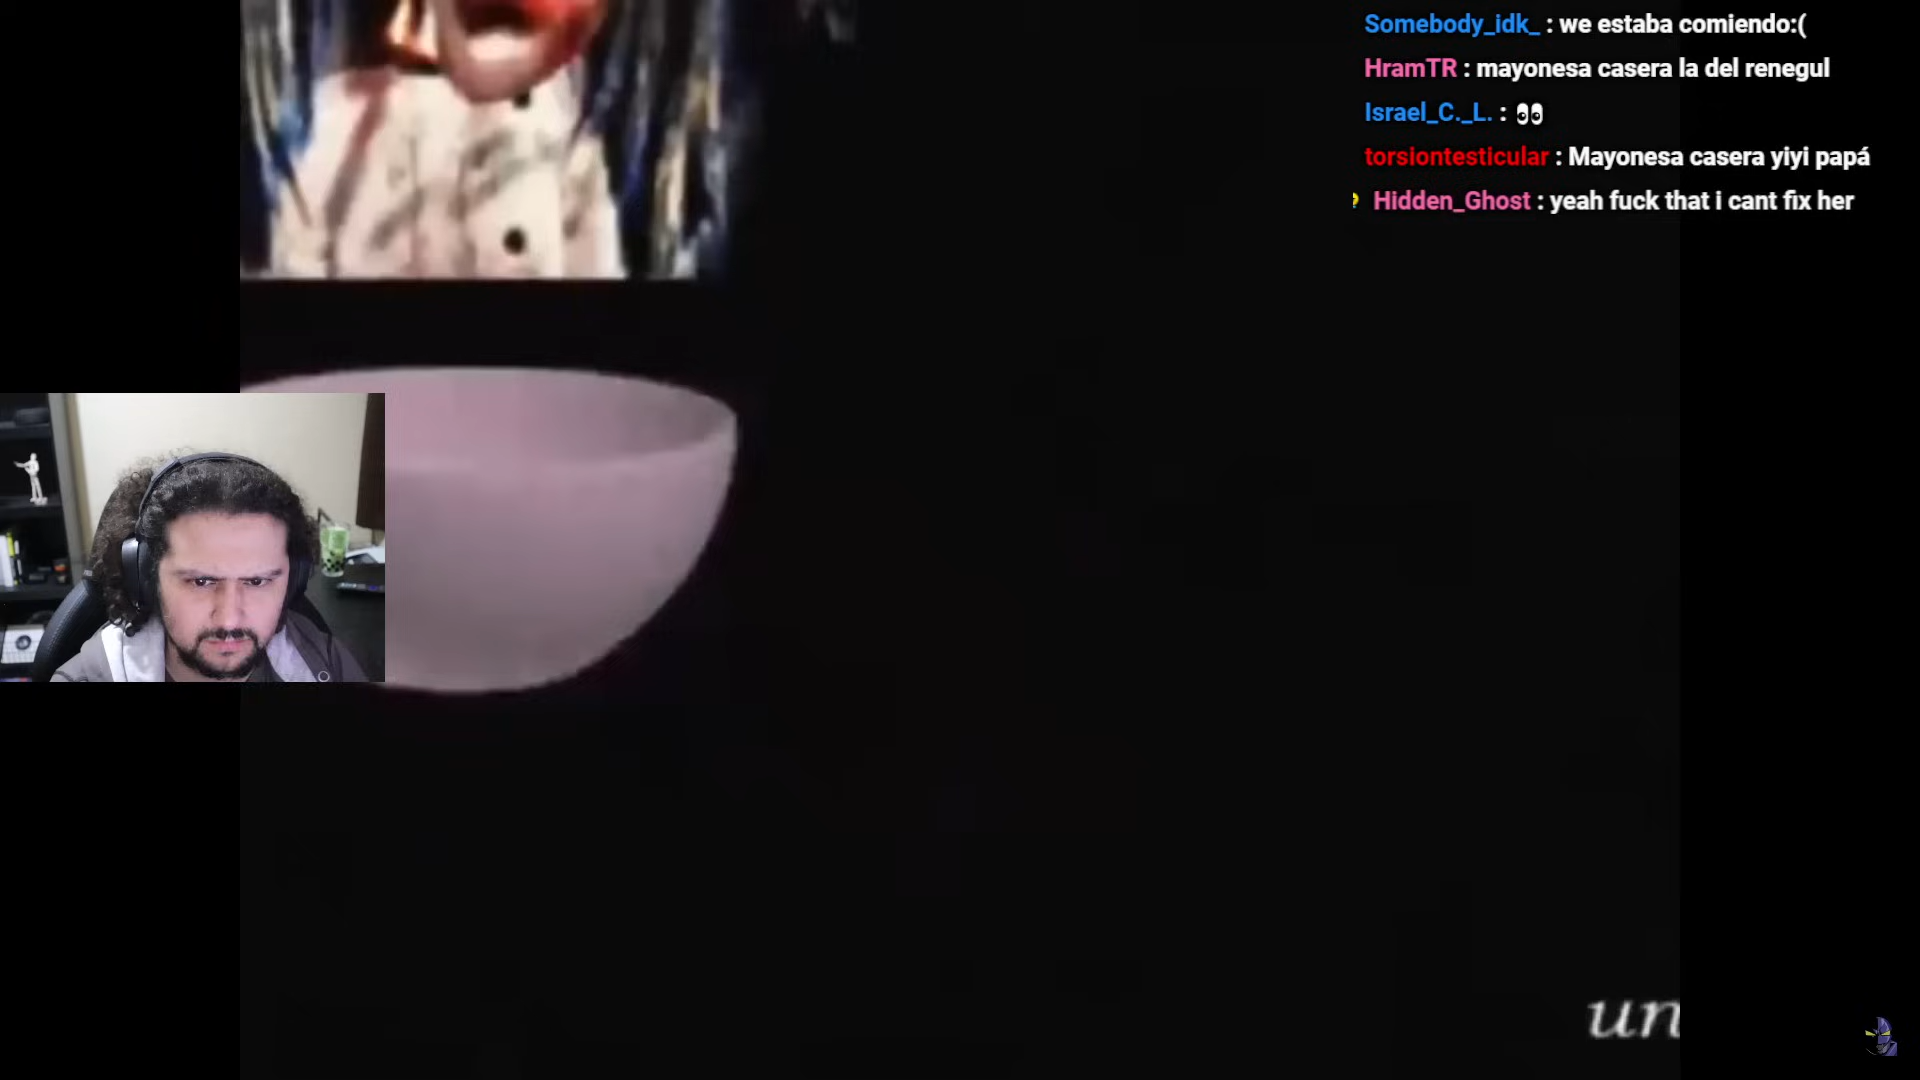 Somebody_idk_ : we estaba comiendo:(
HramTR : mayonesa casera la del renegul
Israel_C._L. : 👀
torsiontesticular : Mayonesa casera yiyi papá
Hidden_Ghost : yeah fuck that i cant fix her
un